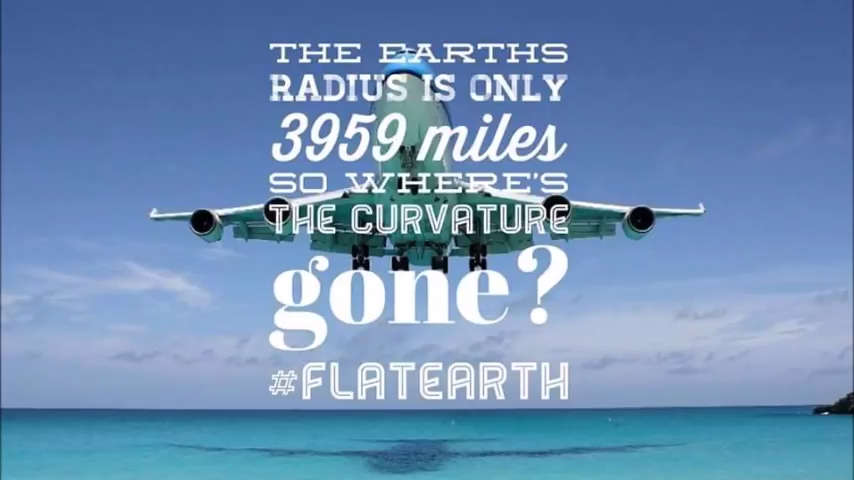 THE EARTHS
RADIUS IS ONLY
3959 miles
SO WHERE'S
THE CURVATURE
gone?
#FLATEARTH